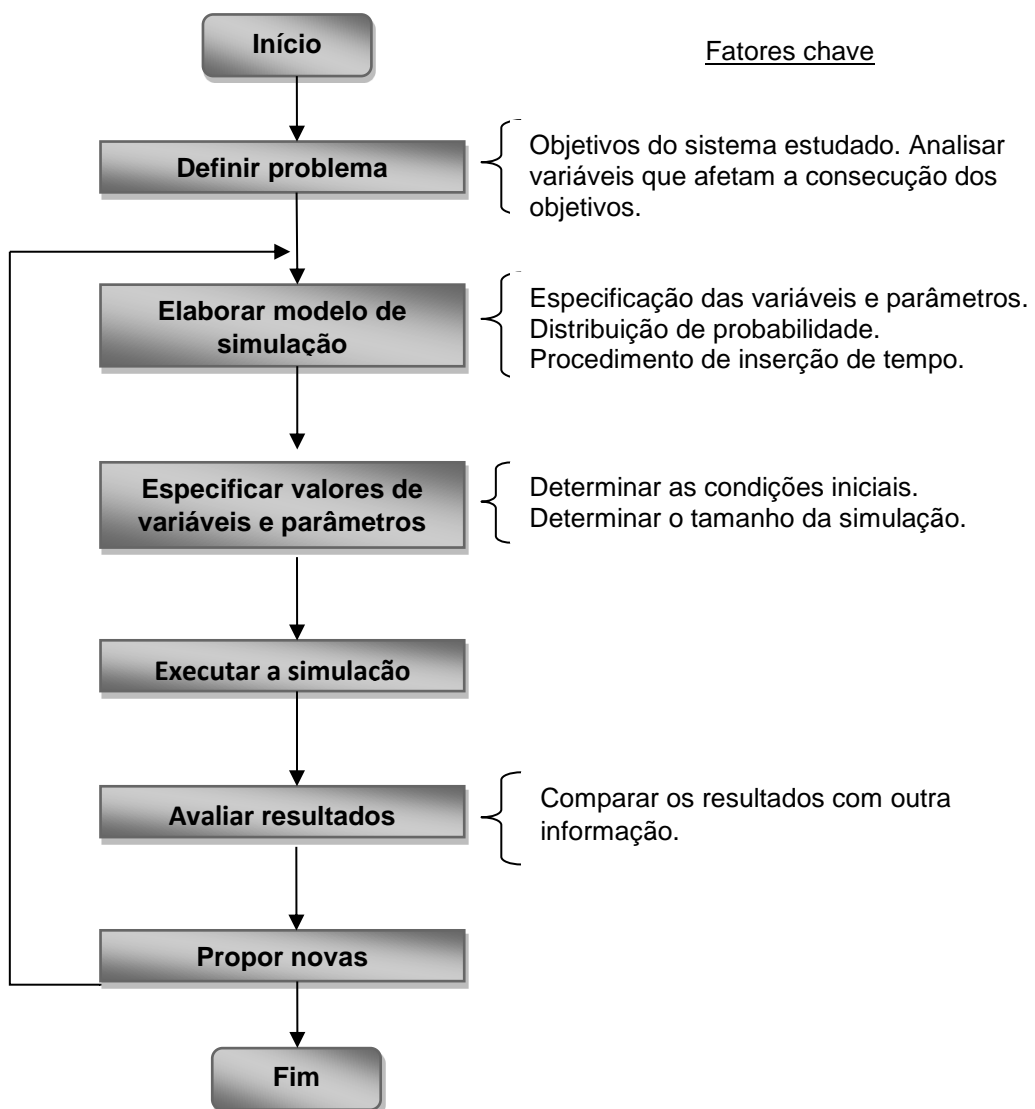 Início
Fatores chave
Definir problema
Objetivos do sistema estudado. Analisar
variáveis que afetam a consecução dos
objetivos.
Elaborar modelo de
simulação
Especificação das variáveis e parâmetros.
Distribuição de probabilidade.
Procedimento de inserção de tempo.
Especificar valores de
variáveis e parâmetros
Determinar as condições iniciais.
Determinar o tamanho da simulação.
Executar a simulacão
Avaliar resultados
Comparar os resultados com outra
informação.
Propor novas
Fim